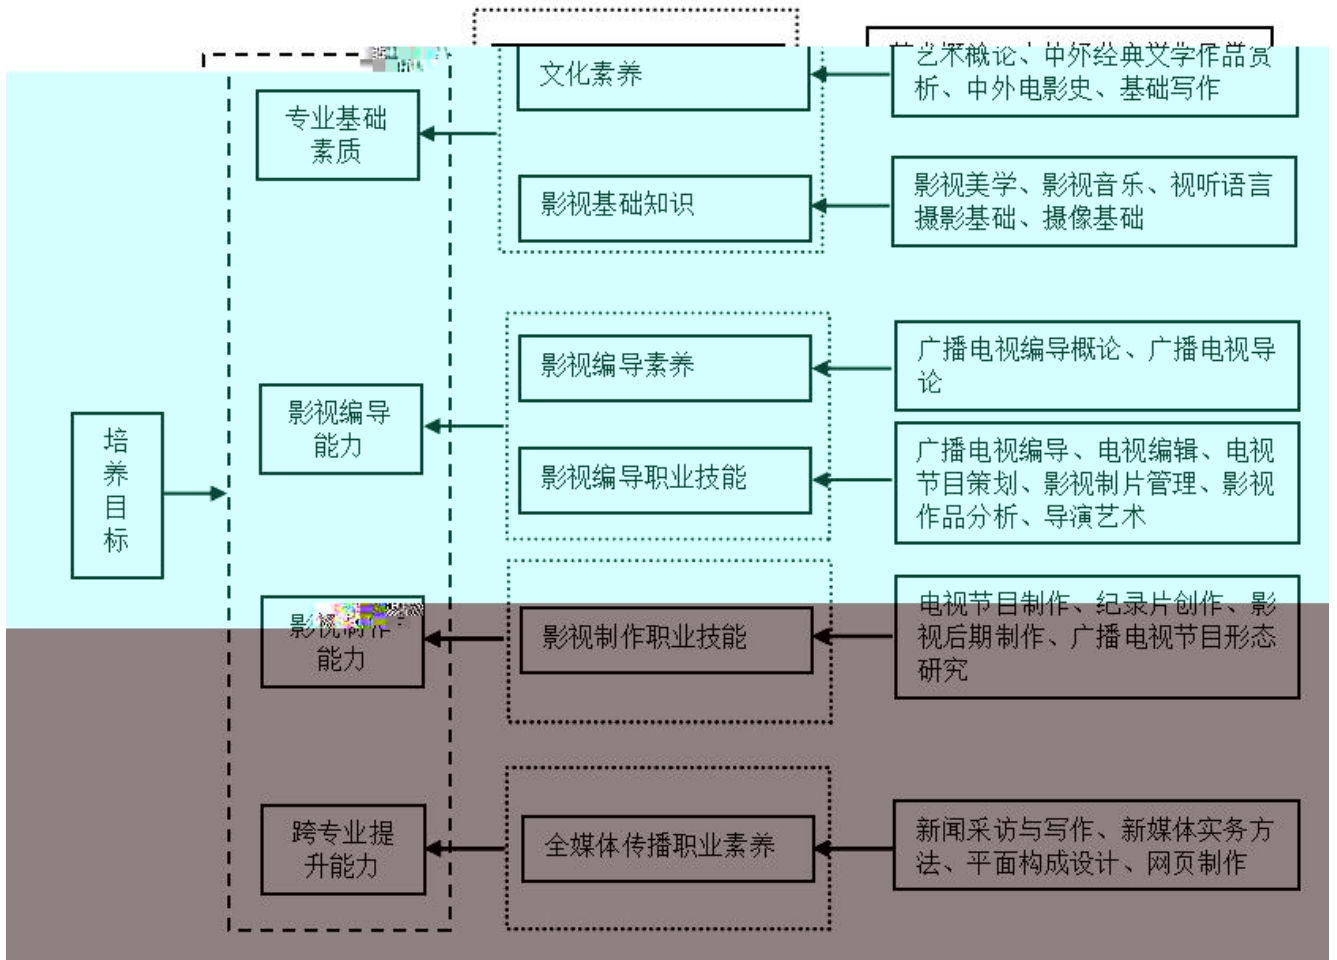 文化素养
艺术概论、中外经典文学作品赏
析、中外电影史、基础写作
专业基础
素质
影视基础知识
影视美学、影视音乐、视听语言
摄影基础、摄像基础
影视编导素养
广播电视编导概论、广播电视导
论
培
养
目
标
影视编导
能力
影视编导职业技能
广播电视编导、电视编辑、电视
节目策划、影视制片管理、影视
作品分析、导演艺术
影视制作
能力
影视制作职业技能
电视节目制作、纪录片创作、影
视后期制作、广播电视节目形态
研究
跨专业提
升能力
全媒体传播职业素养
新闻采访与写作、新媒体实务方
法、平面构成设计、网页制作